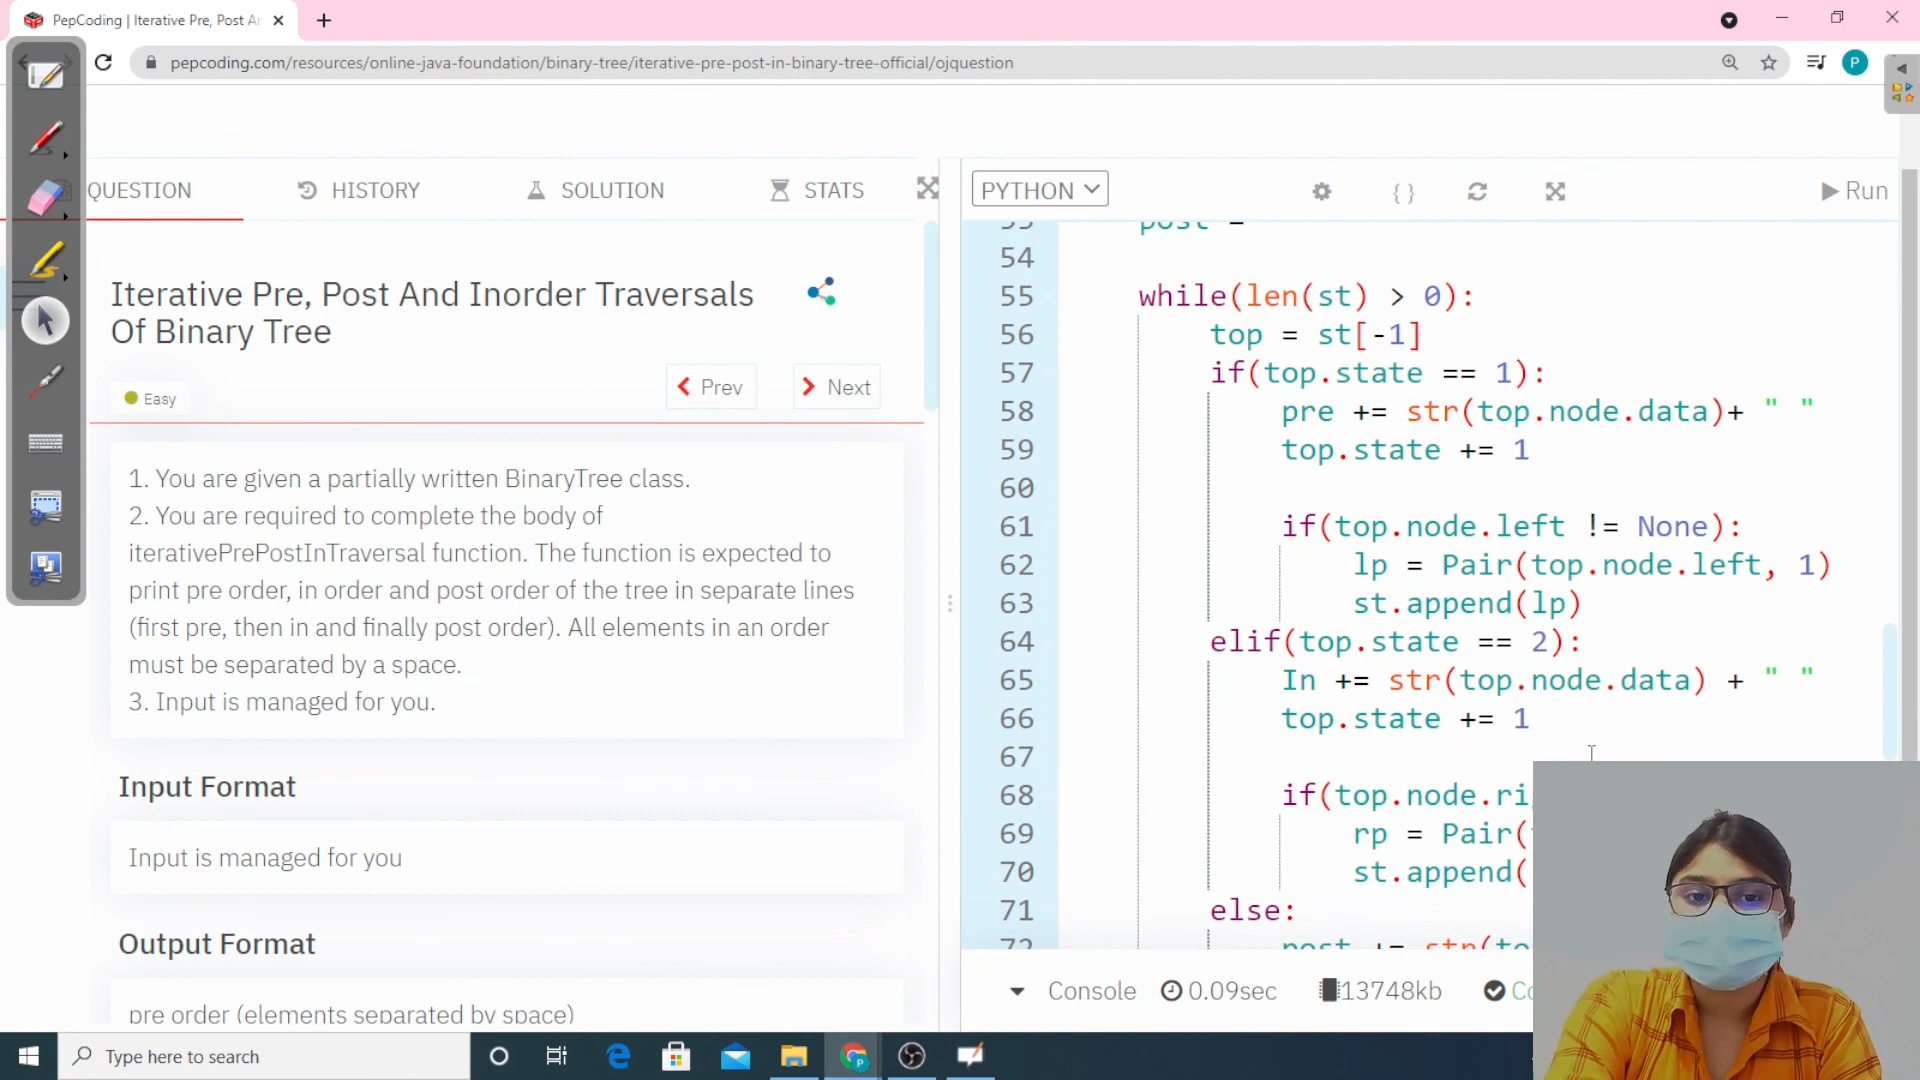 PepCoding | Iterative Pre, Post Ar
pepcoding.com/resources/online-java-foundation/binary-tree/iterative-pre-post-in-binary-tree-official/ojquestion
P
QUESTION
HISTORY
SOLUTION
STATS
Iterative Pre, Post And Inorder Traversals
Of Binary Tree
Easy
Prev
Next
1. You are given a partially written BinaryTree class.
2. You are required to complete the body of
iterativePrePostInTraversal function. The function is expected to
print pre order, in order and post order of the tree in separate lines
(first pre, then in and finally post order). All elements in an order
must be separated by a space.
3. Input is managed for you.
Input Format
Input is managed for you
Output Format
pre order (elements separated by space)
PYTHON
{ }
Run
53 post =
54
55 while(len(st) > 0):
56 top = st[-1]
57 if(top.state == 1):
58 pre += str(top.node.data)+ " "
59 top.state += 1
60
61 if(top.node.left != None):
62 lp = Pair(top.node.left, 1)
63 st.append(lp)
64 elif(top.state == 2):
65 In += str(top.node.data) + " "
66 top.state += 1
67
68 if(top.node.ri
69 rp = Pair(
70 st.append(
71 else:
72 post += str(to
Console
0.09sec
13748kb
Co
Type here to search